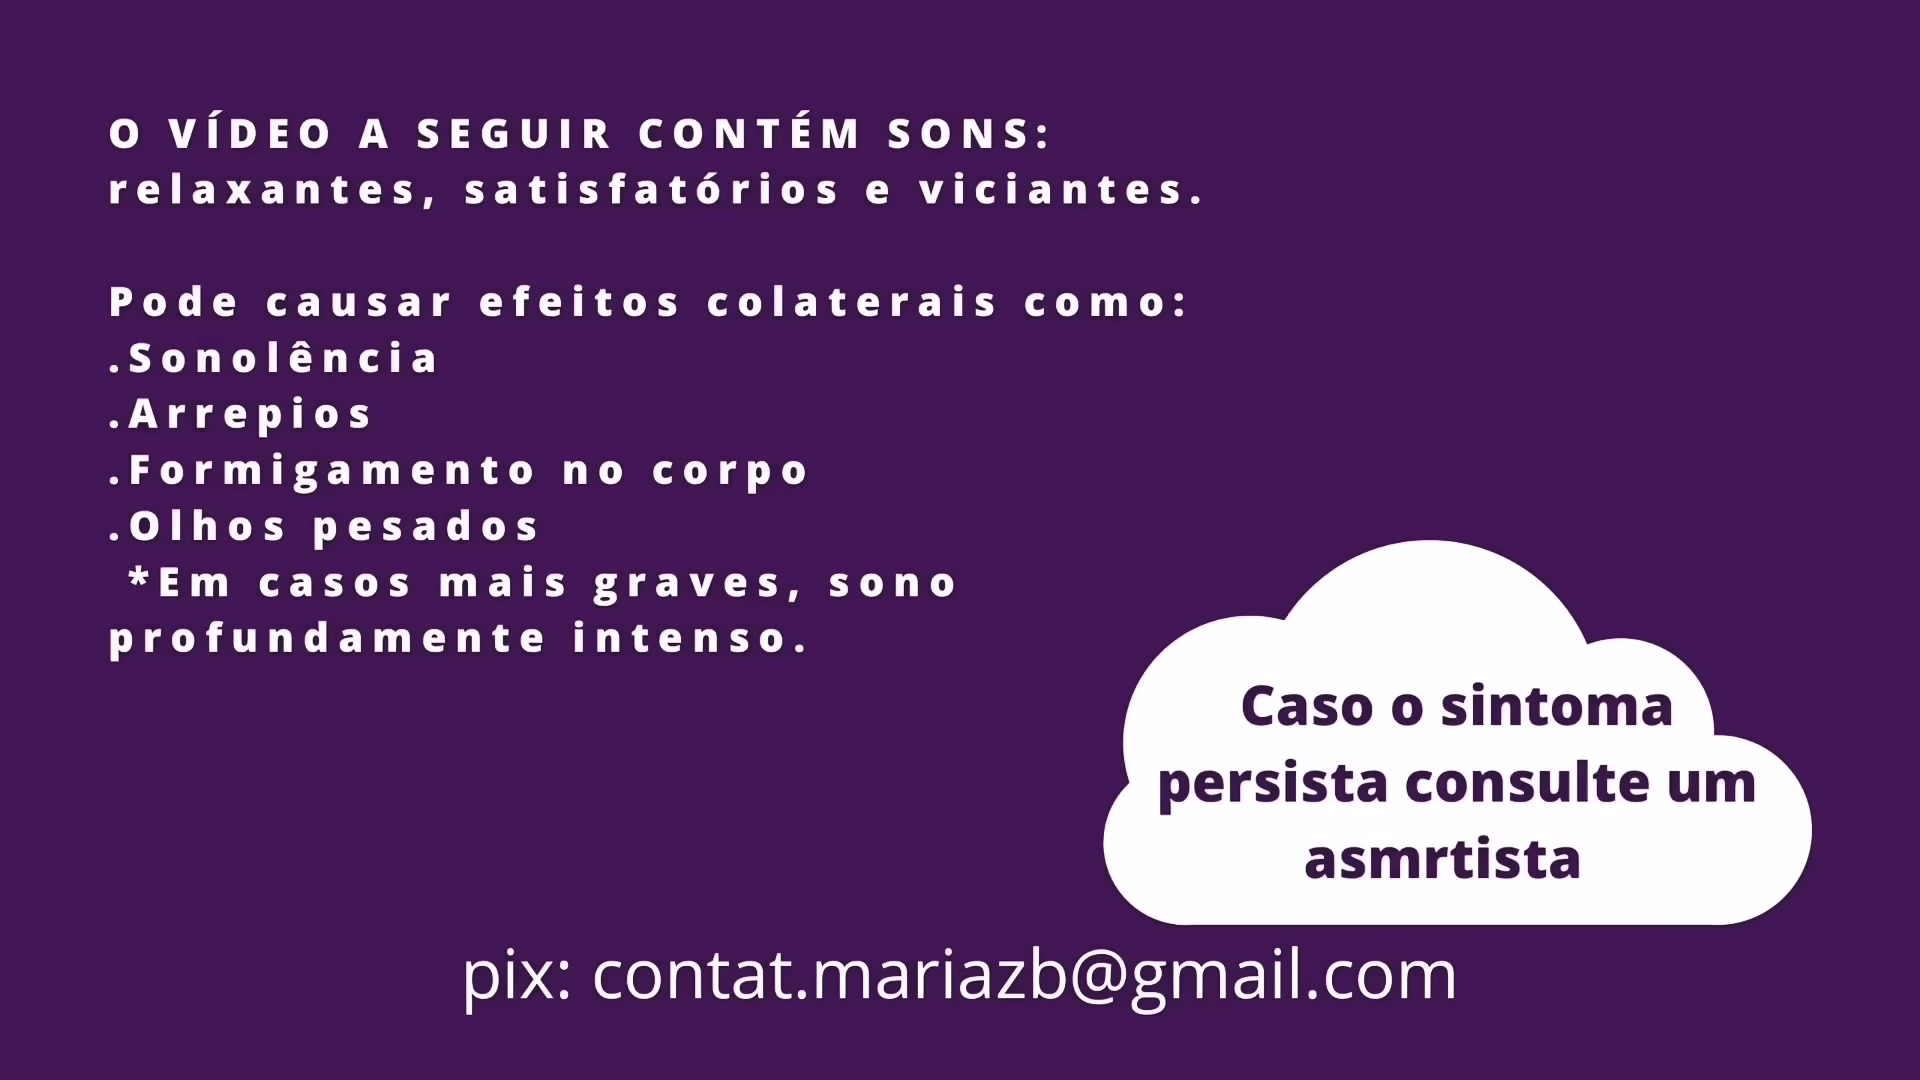 O VÍDEO A SEGUIR CONTÉM SONS:
relaxantes, satisfatórios e viciantes.
Pode causar efeitos colaterais como:
.Sonolência
.Arrepios
.Formigamento no corpo
.Olhos pesados
*Em casos mais graves, sono
profundamente intenso.
Caso o sintoma
persista consulte um
asmrtista
pix: contat.mariazb@gmail.com